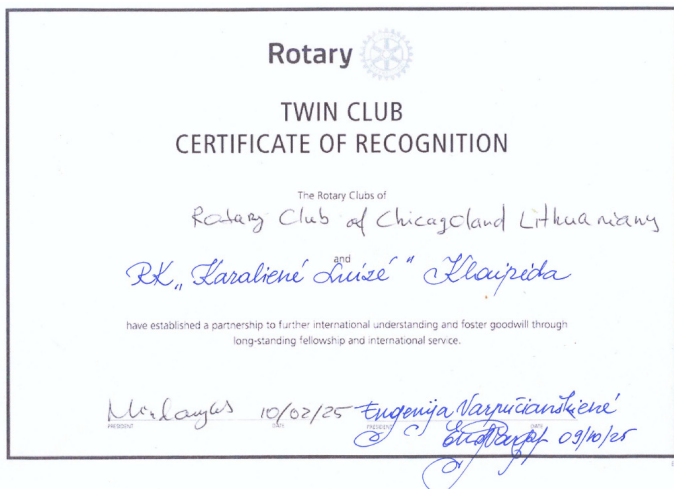 Rotary
TWIN CLUB
CERTIFICATE OF RECOGNITION
The Rotary Clubs of
Rotary Club of Chicagoland Lithuanians
and
RK „Karalienė Luizė" Klaipėda
have established a partnership to further international understanding and foster goodwill through
long-standing fellowship and international service.
10/02/25 Eugenija Varpučianskienė
PRESIDENT DATE PRESIDENT DATE
09/10/25